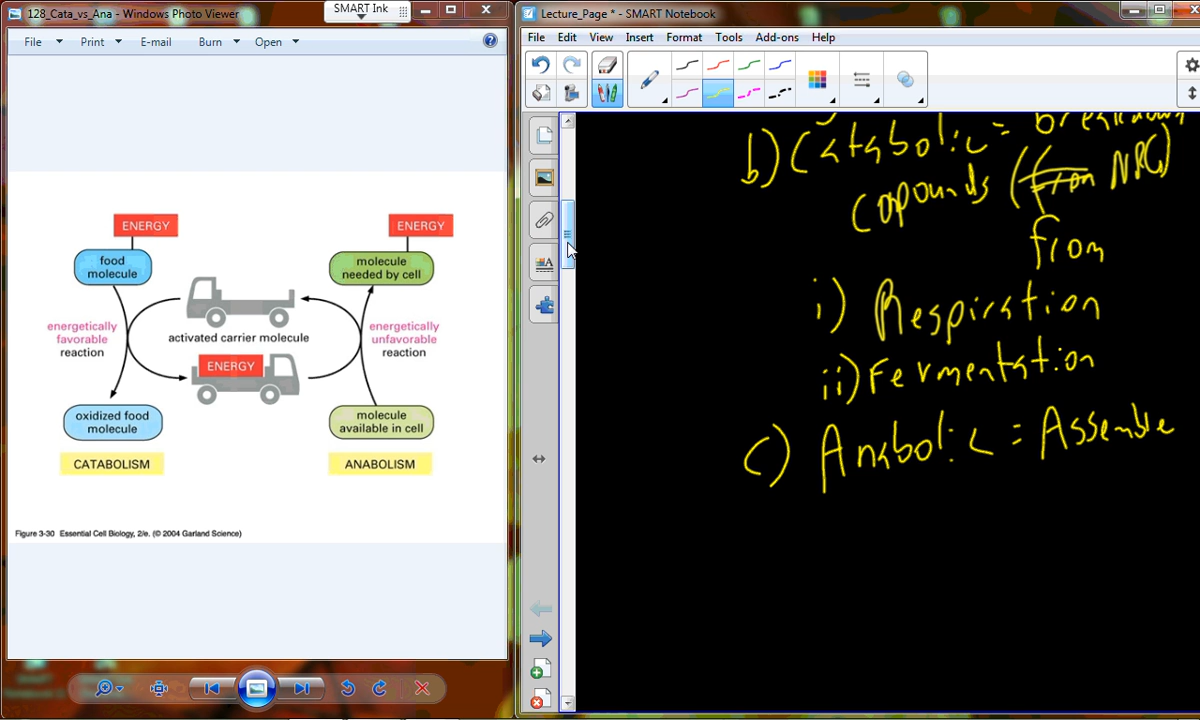 128_Cata_vs_Ana - Windows Photo Viewer
SMART Ink
File Print E-mail Burn Open
ENERGY
ENERGY
food
molecule
molecule
needed by cell
energetically
favorable
reaction
activated carrier molecule
energetically
unfavorable
reaction
ENERGY
oxidized food
molecule
molecule
available in cell
CATABOLISM
ANABOLISM
Figure 3-30 Essential Cell Biology, 2/e. (© 2004 Garland Science)
Lecture_Page * - SMART Notebook
File Edit View Insert Format Tools Add-ons Help
b) Catabolic = breakdown
copounds (from NRG)
from
i) Respiration
ii) Fermentation
c) Anabolic = Assemble